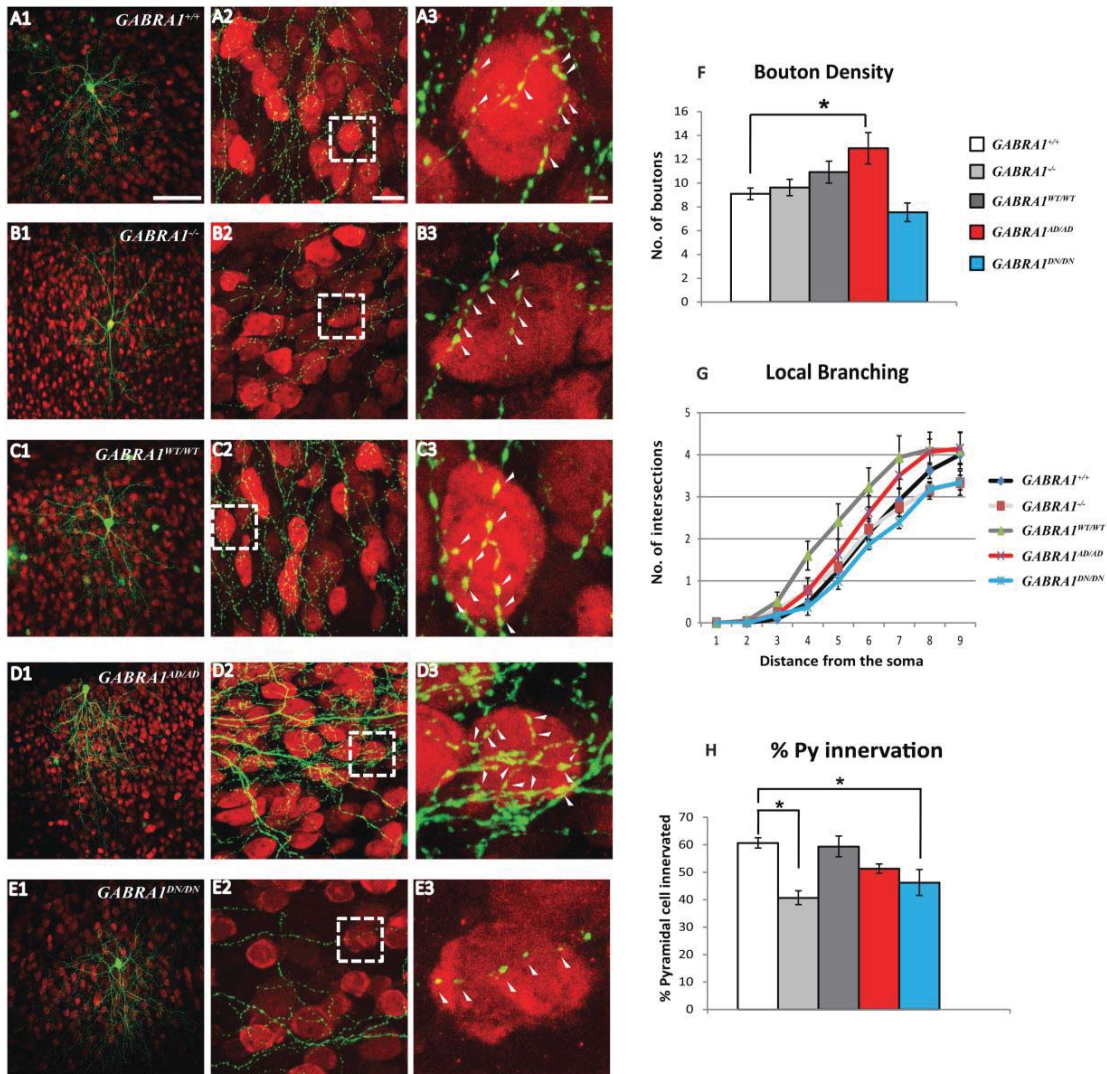 A1 GABRA1+/+ A2 A3
B1 GABRA1-/- B2 B3
C1 GABRA1WT/WT C2 C3
D1 GABRA1AD/AD D2 D3
E1 GABRA1DN/DN E2 E3
F Bouton Density
*
No. of boutons
16
14
12
10
8
6
4
2
0
GABRA1+/+
GABRA1-/-
GABRA1WT/WT
GABRA1AD/AD
GABRA1DN/DN
G Local Branching
No. of intersections
5
4
3
2
1
0
1 2 3 4 5 6 7 8 9
Distance from the soma
GABRA1+/+
GABRA1-/-
GABRA1WT/WT
GABRA1AD/AD
GABRA1DN/DN
H % Py innervation
*
*
% Pyramidal cell innervated
70
60
50
40
30
20
10
0